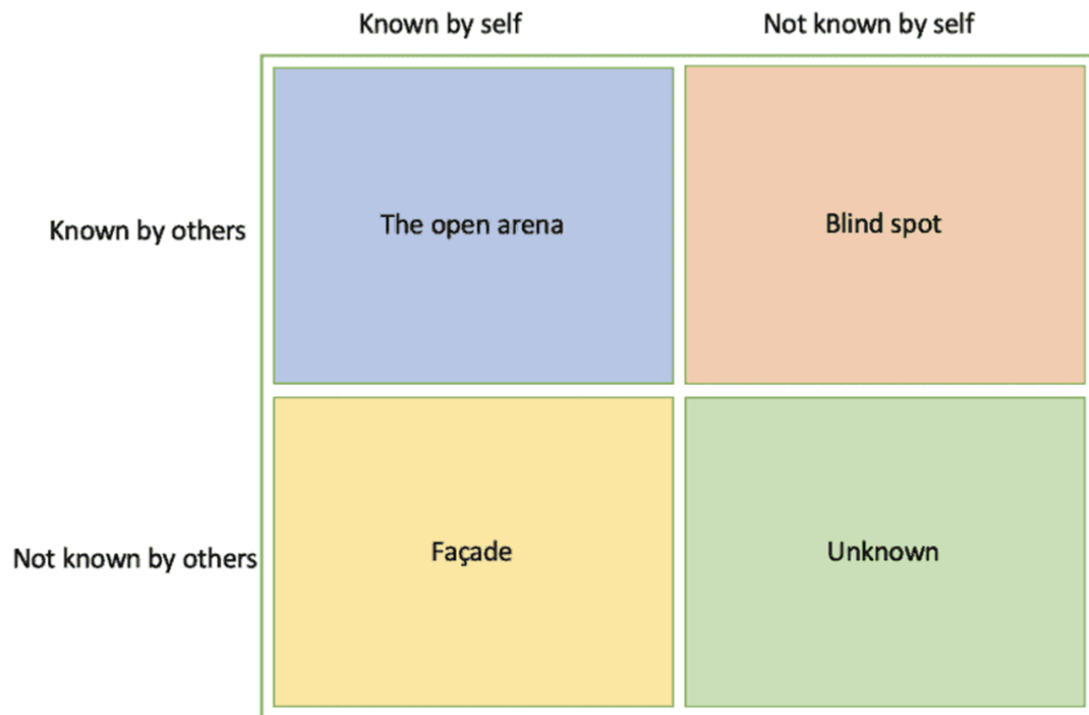 Known by self
Not known by self
Known by others
The open arena
Blind spot
Not known by others
Façade
Unknown